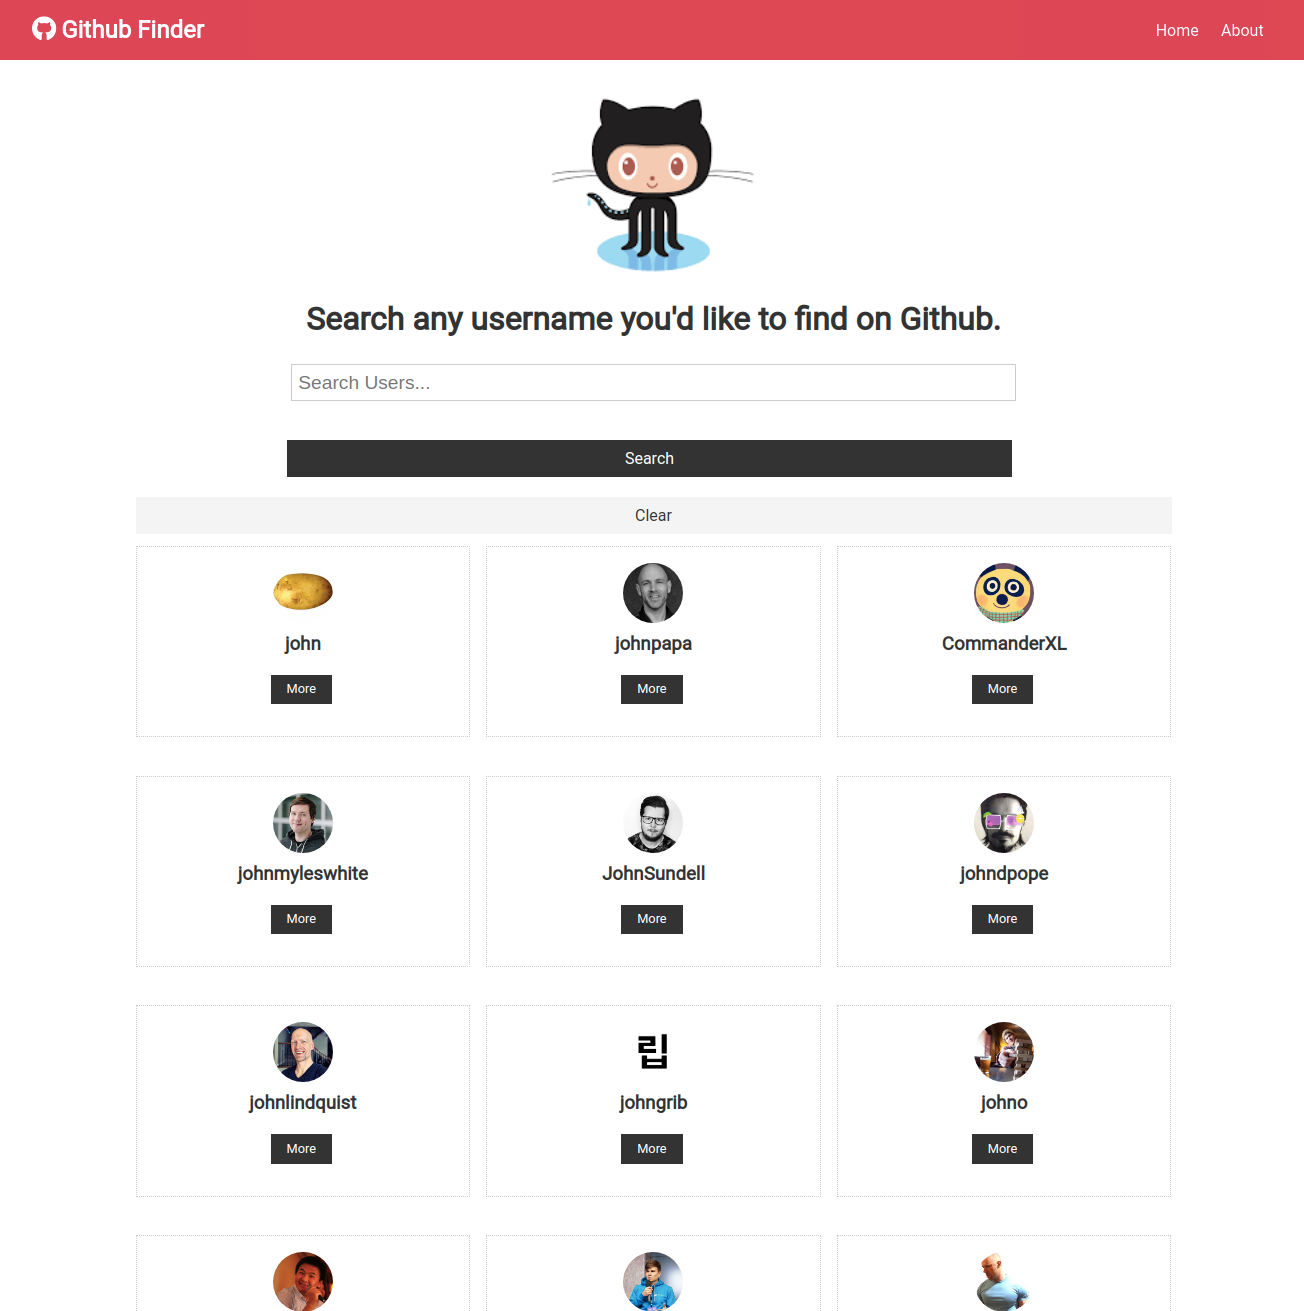 Github Finder
Home About
Search any username you'd like to find on Github.
Search Users...
Search
Clear
john
johnpapa
CommanderXL
More
More
More
johnmyleswhite
JohnSundell
johndpope
More
More
More
립
johnlindquist
johngrib
johno
More
More
More